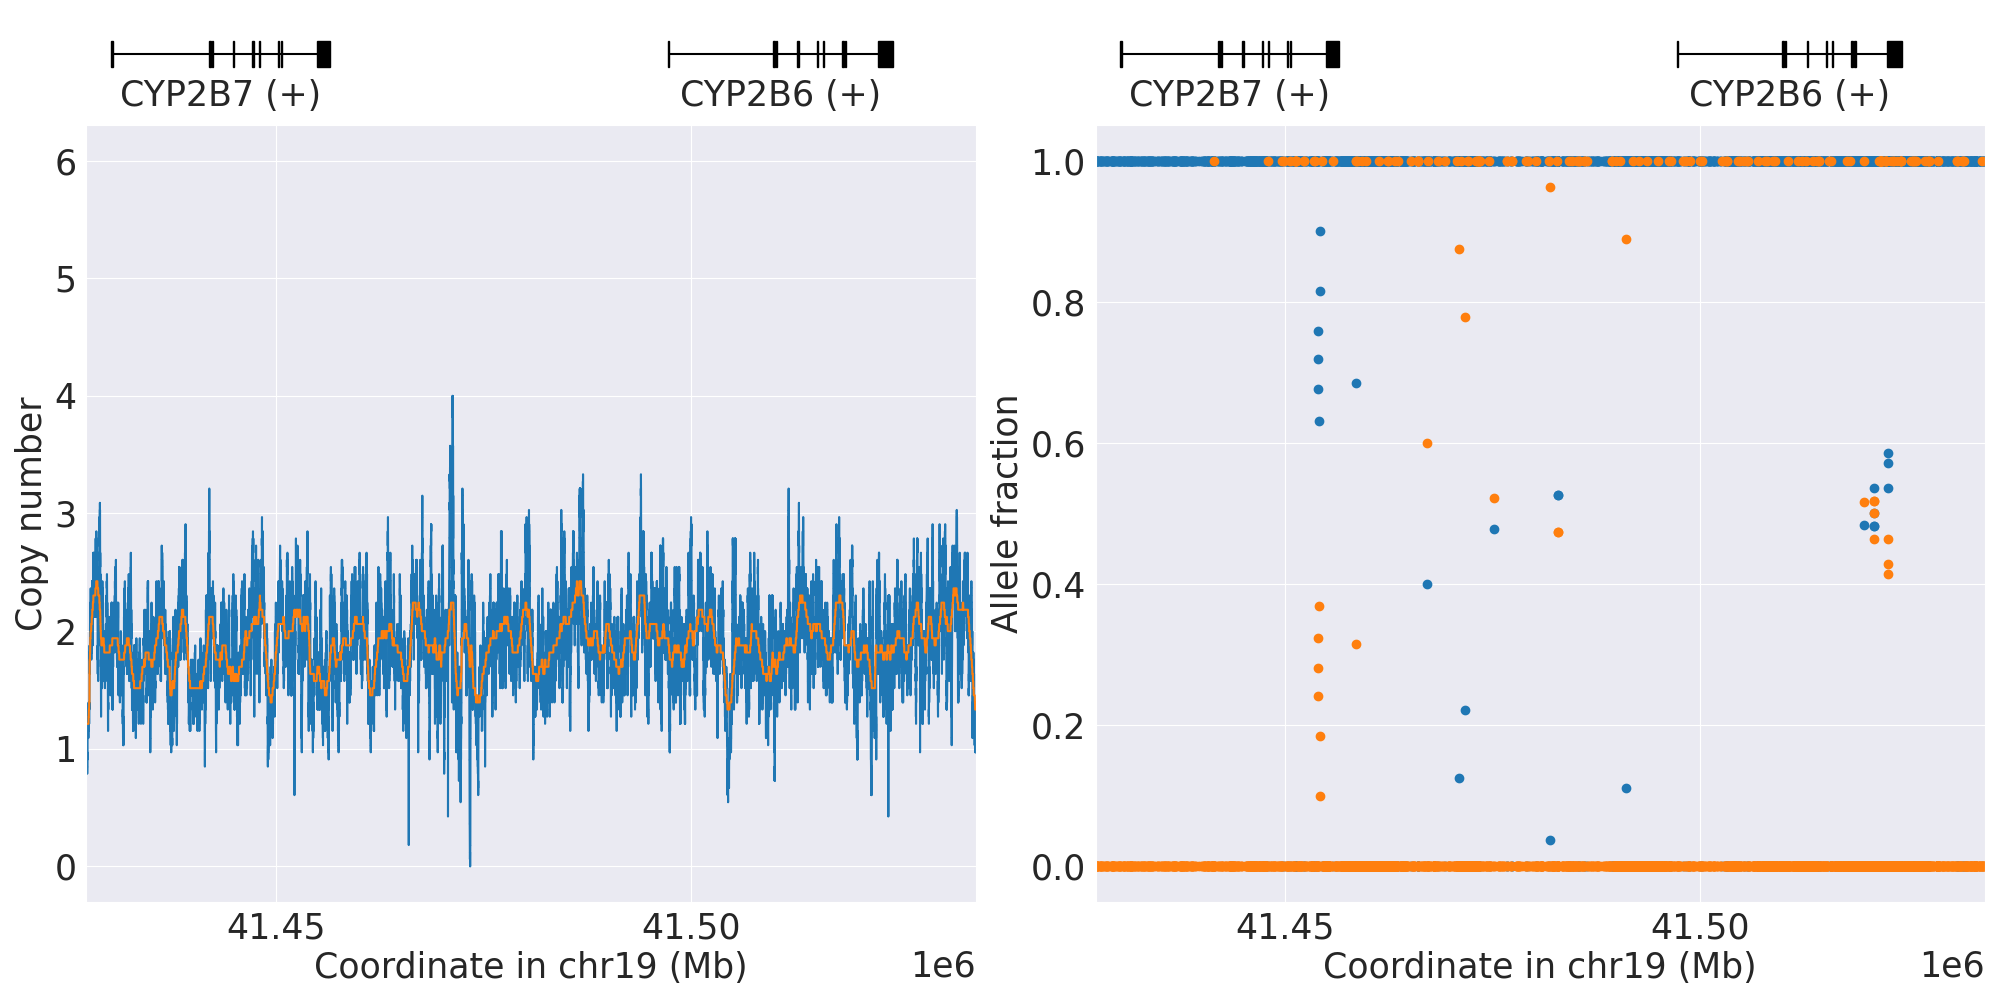 CYP2B7 (+)
CYP2B6 (+)
CYP2B7 (+)
CYP2B6 (+)
Copy number
6
5
4
3
2
1
0
41.45
41.50
Coordinate in chr19 (Mb)
1e6
Allele fraction
1.0
0.8
0.6
0.4
0.2
0.0
41.45
41.50
Coordinate in chr19 (Mb)
1e6